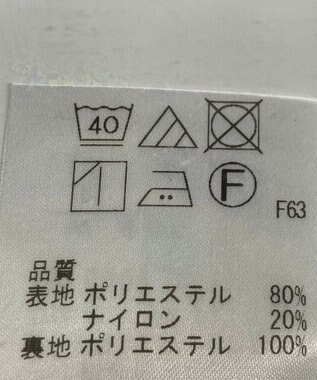 40
F F63
品質
表地 ポリエステル 80%
ナイロン 20%
裏地 ポリエステル 100%